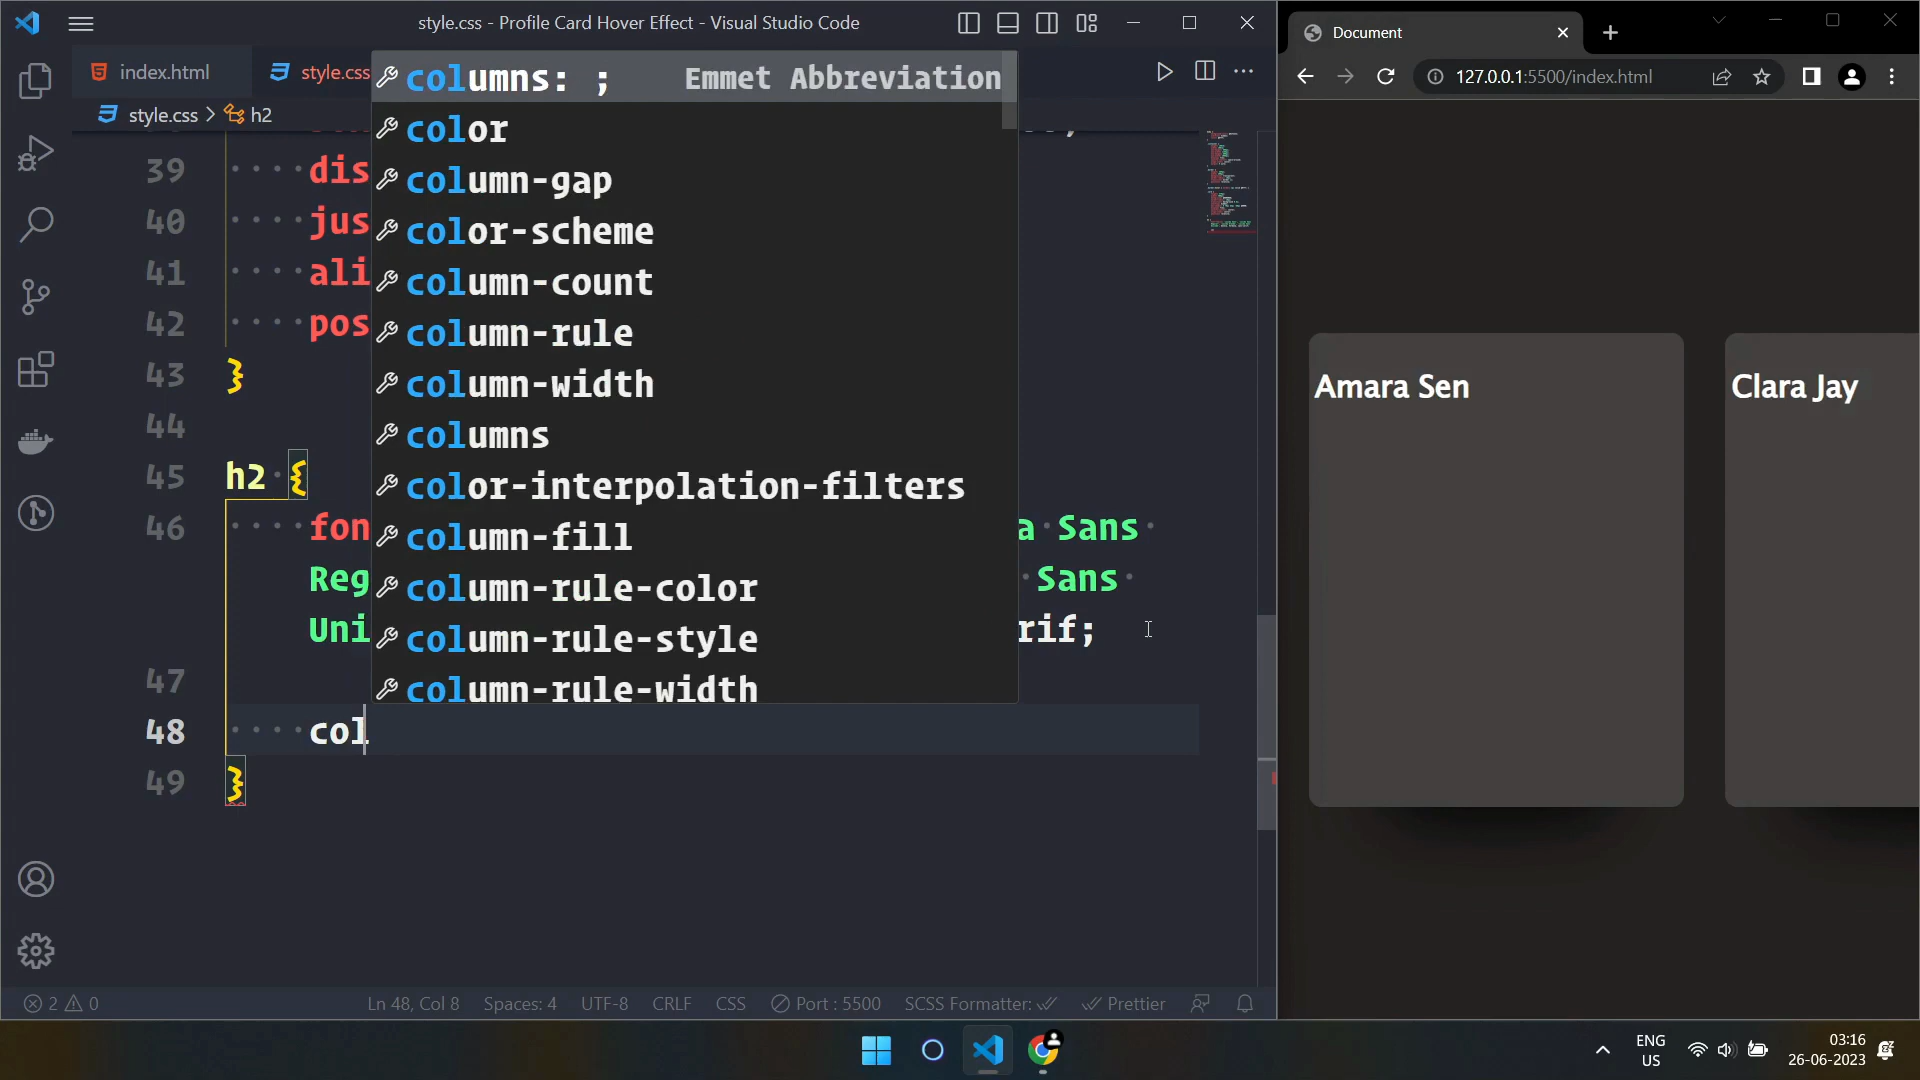 style.css - Profile Card Hover Effect - Visual Studio Code
index.html
style.css
style.css > h2
columns: ; Emmet Abbreviation
color
column-gap
color-scheme
column-count
column-rule
column-width
columns
color-interpolation-filters
column-fill
column-rule-color
column-rule-style
column-rule-width
39 dis
40 jus
41 ali
42 pos
43 }
44
45 h2 {
46 fon a Sans
Reg Sans
Uni rif;
47
48 col
49 }
2 0
Ln 48, Col 8 Spaces: 4 UTF-8 CRLF CSS Port : 5500 SCSS Formatter: Prettier
Document
127.0.0.1:5500/index.html
Amara Sen
Clara Jay
ENG
US
03:16
26-06-2023